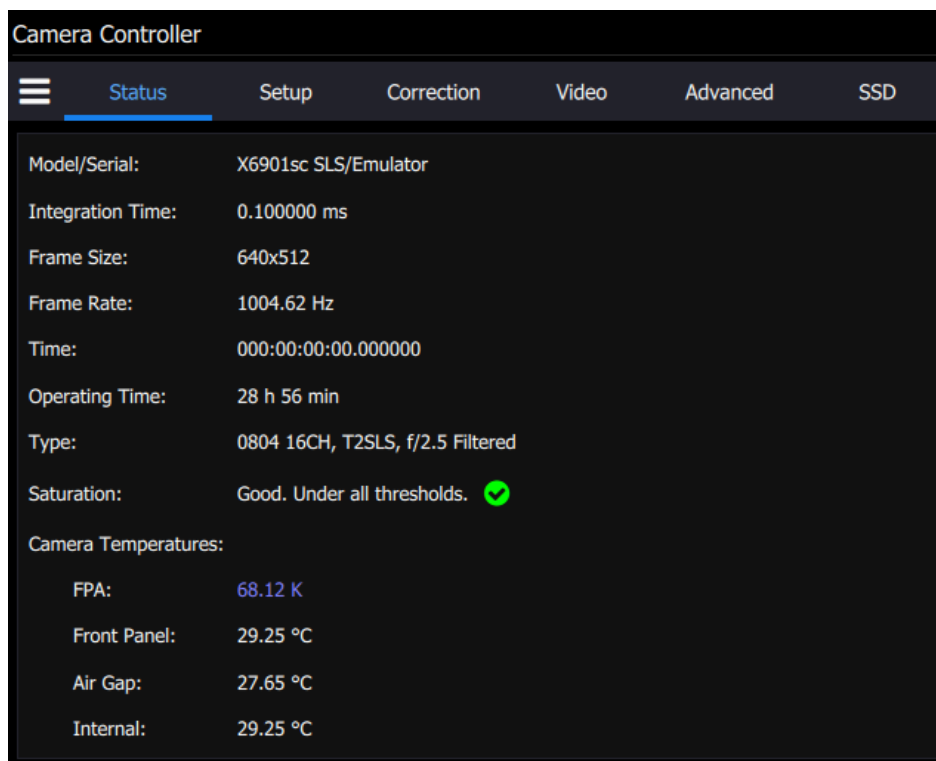 Camera Controller
Status Setup Correction Video Advanced SSD
Model/Serial: X6901sc SLS/Emulator
Integration Time: 0.100000 ms
Frame Size: 640x512
Frame Rate: 1004.62 Hz
Time: 000:00:00:00.000000
Operating Time: 28 h 56 min
Type: 0804 16CH, T2SLS, f/2.5 Filtered
Saturation: Good. Under all thresholds.
Camera Temperatures:
FPA: 68.12 K
Front Panel: 29.25 °C
Air Gap: 27.65 °C
Internal: 29.25 °C